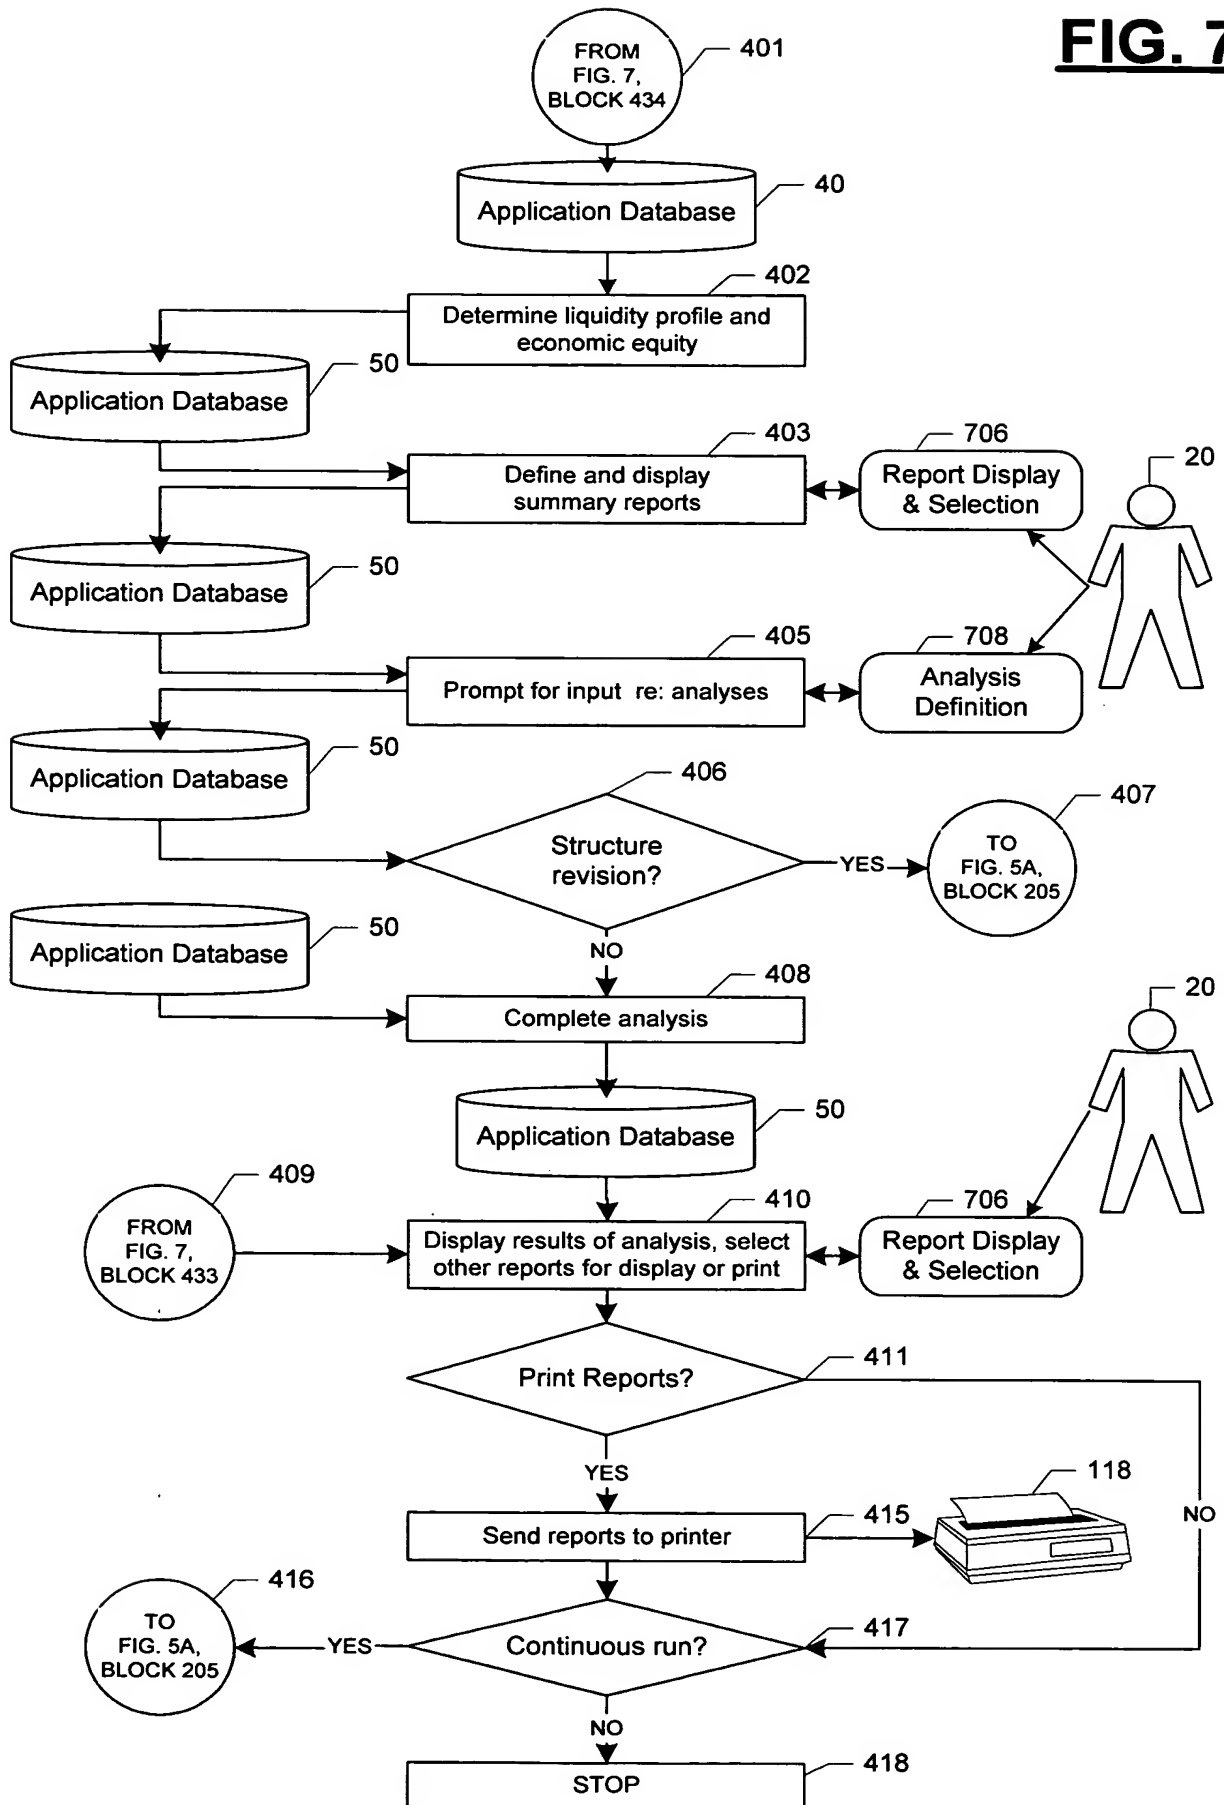 FIG. 7
FROM
FIG. 7,
BLOCK 434
401
Application Database
40
402
Determine liquidity profile and
economic equity
50
Application Database
403
Define and display
summary reports
706
Report Display
& Selection
20
50
Application Database
405
Prompt for input re: analyses
708
Analysis
Definition
50
Application Database
406
Structure
revision?
YES
407
TO
FIG. 5A,
BLOCK 205
50
Application Database
NO
408
Complete analysis
20
50
Application Database
409
FROM
FIG. 7,
BLOCK 433
410
Display results of analysis, select
other reports for display or print
706
Report Display
& Selection
Print Reports?
411
YES
NO
Send reports to printer
415
118
416
TO
FIG. 5A,
BLOCK 205
YES
Continuous run?
417
NO
STOP
418